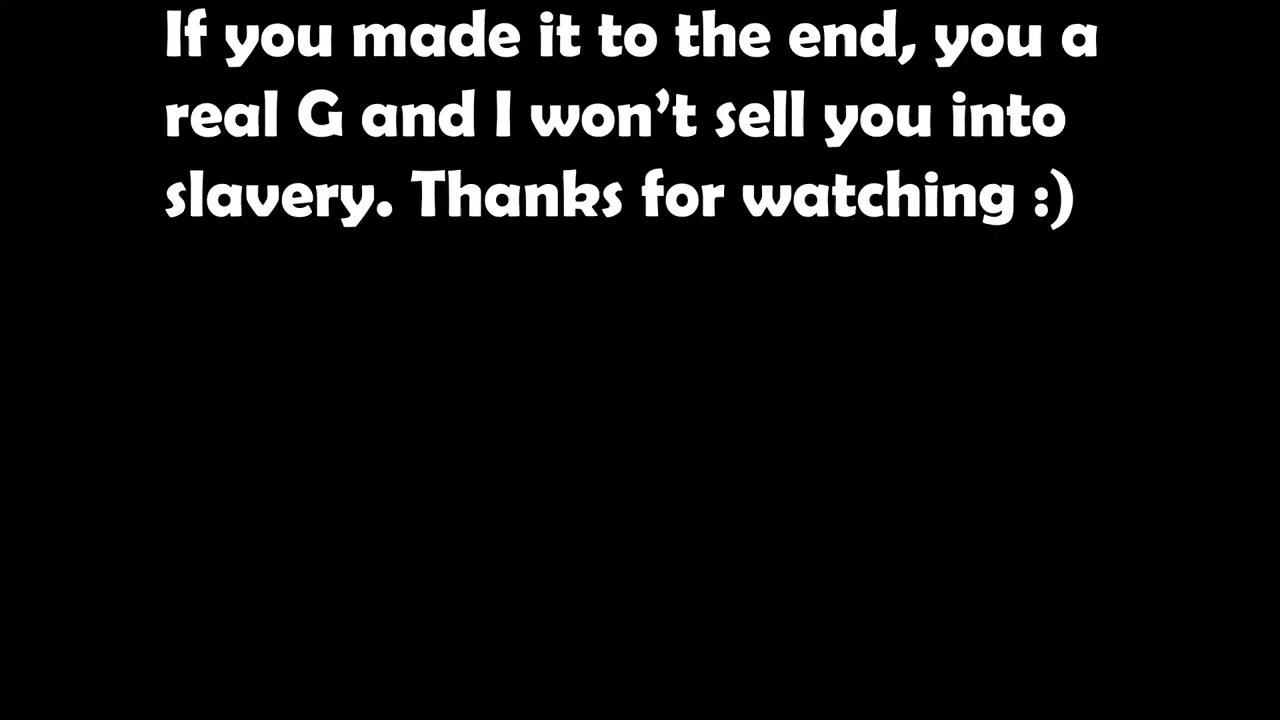 If you made it to the end, you a
real G and I won’t sell you into
slavery. Thanks for watching :)